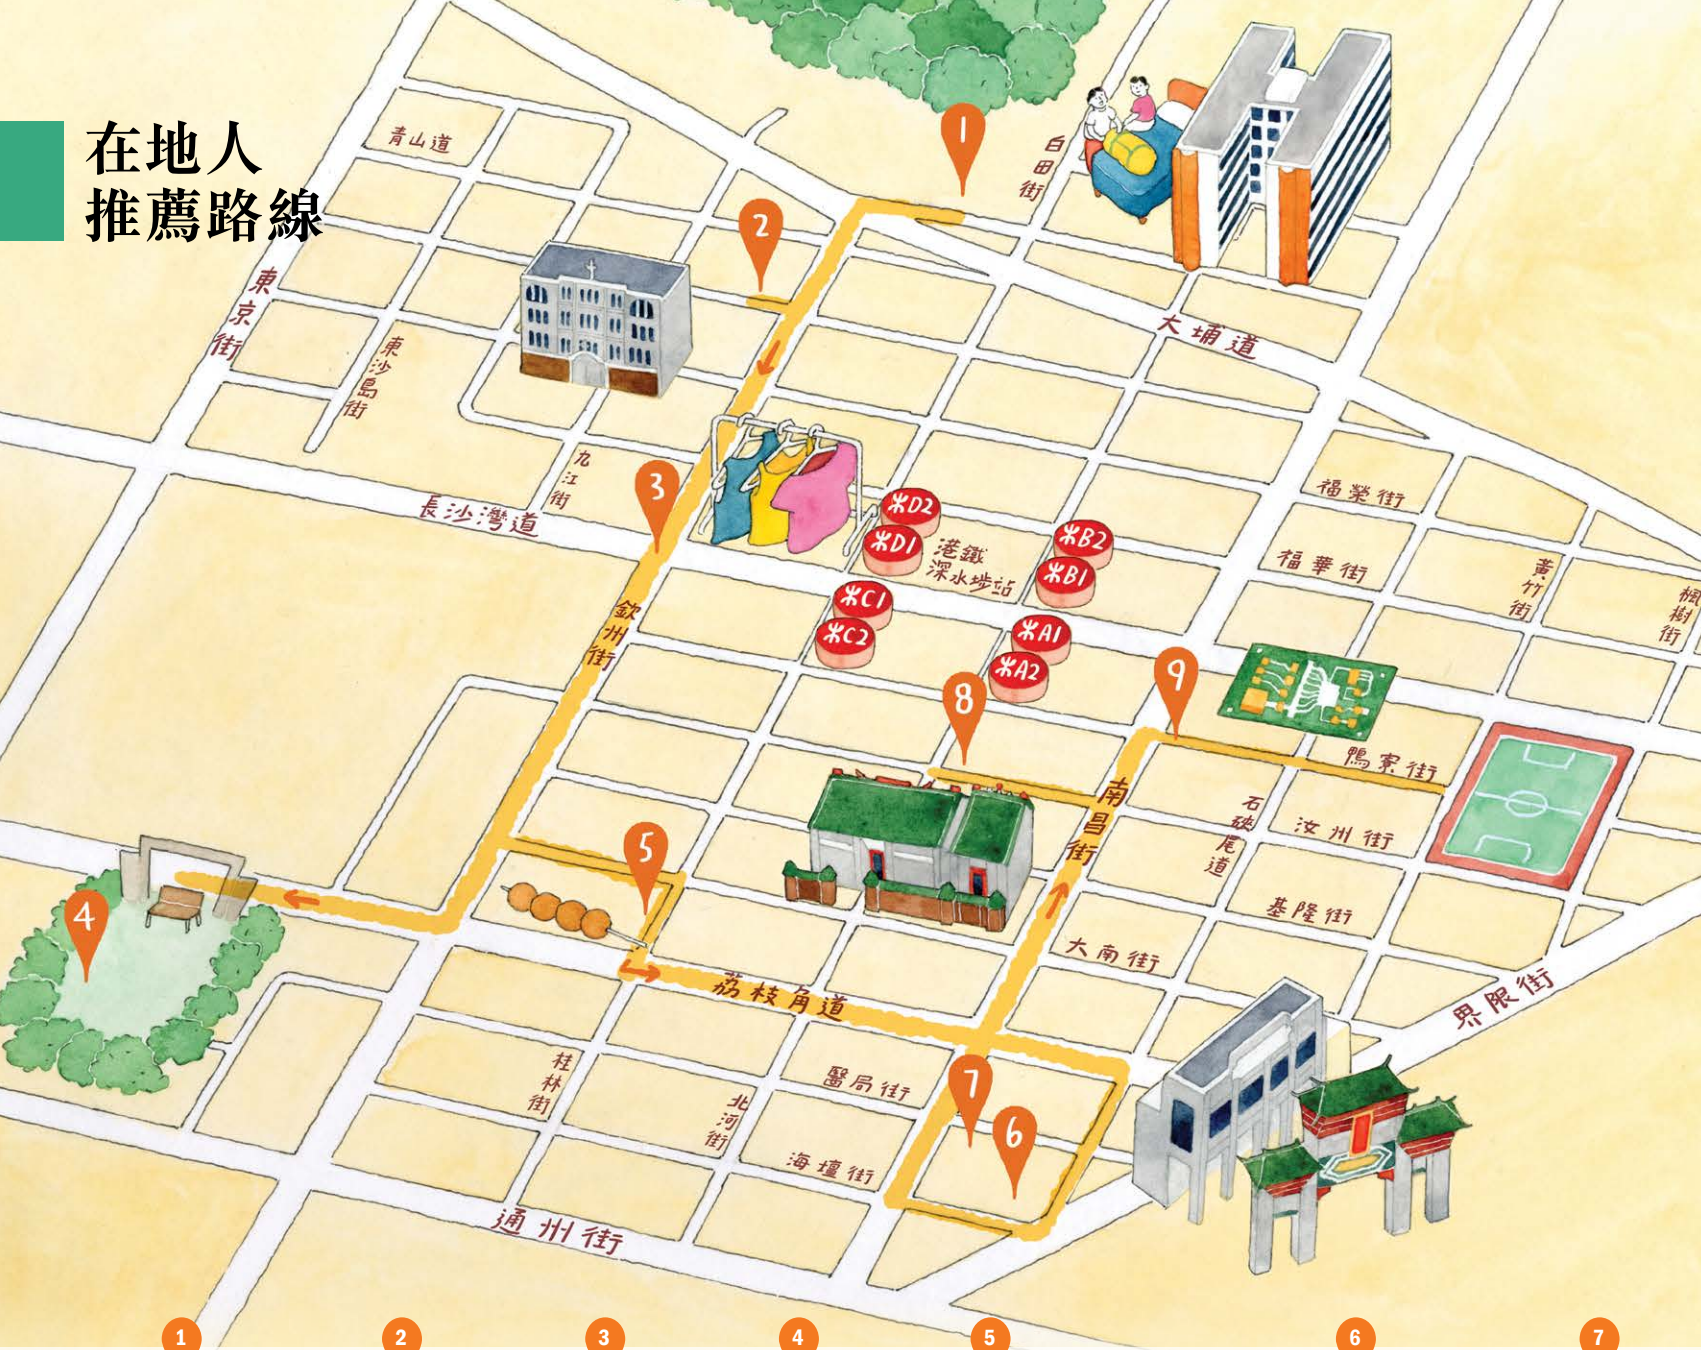 在地人
推薦路線
1
白田街
青山道
2
東京街
大埔道
東沙島街
九江街
3
福榮街
長沙灣道
D2
D1
港鐵
深水埗站
B2
B1
福華街
黃竹街
楓樹街
C1
C2
A1
A2
欽州街
8
9
鴨寮街
南昌街
石硤尾道
汝州街
5
4
基隆街
大南街
荔枝角道
界限街
桂林街
北河街
醫局街
7
6
海壇街
通州街
1
2
3
4
5
6
7